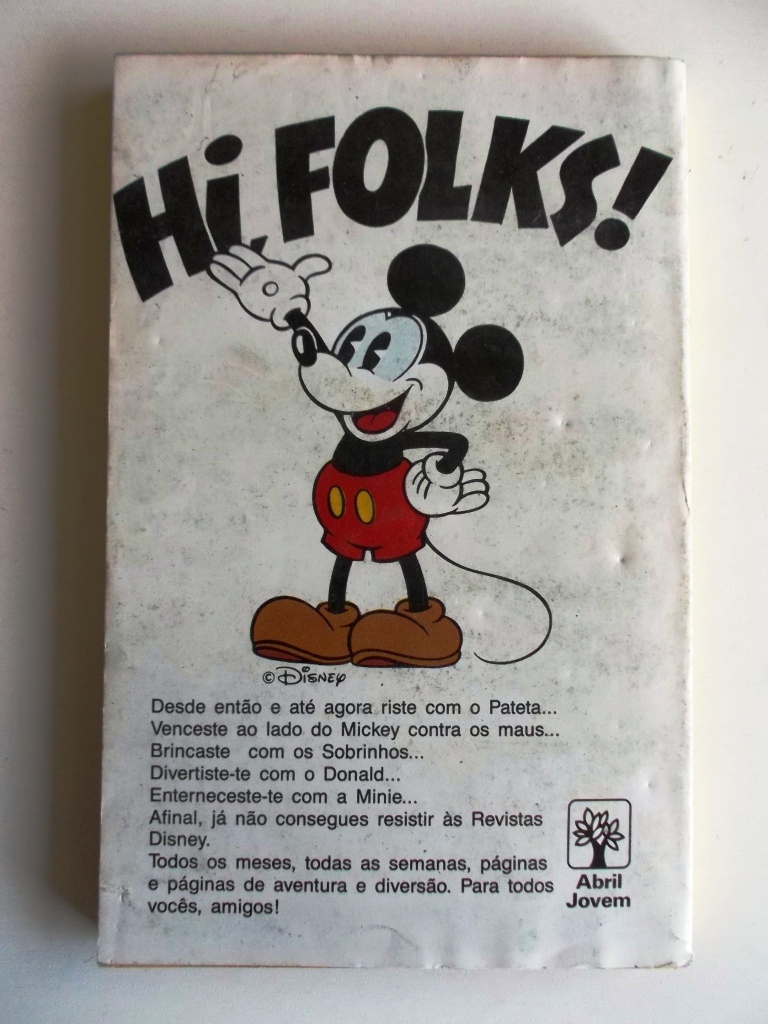 Hi FOLKS!
© Disney
Desde então e até agora riste com o Pateta...
Venceste ao lado do Mickey contra os maus...
Brincaste com os Sobrinhos...
Divertiste-te com o Donald...
Enterneceste-te com a Minie...
Afinal, já não consegues resistir às Revistas
Disney.
Todos os meses, todas as semanas, páginas
e páginas de aventura e diversão. Para todos
vocês, amigos!
Abril
Jovem